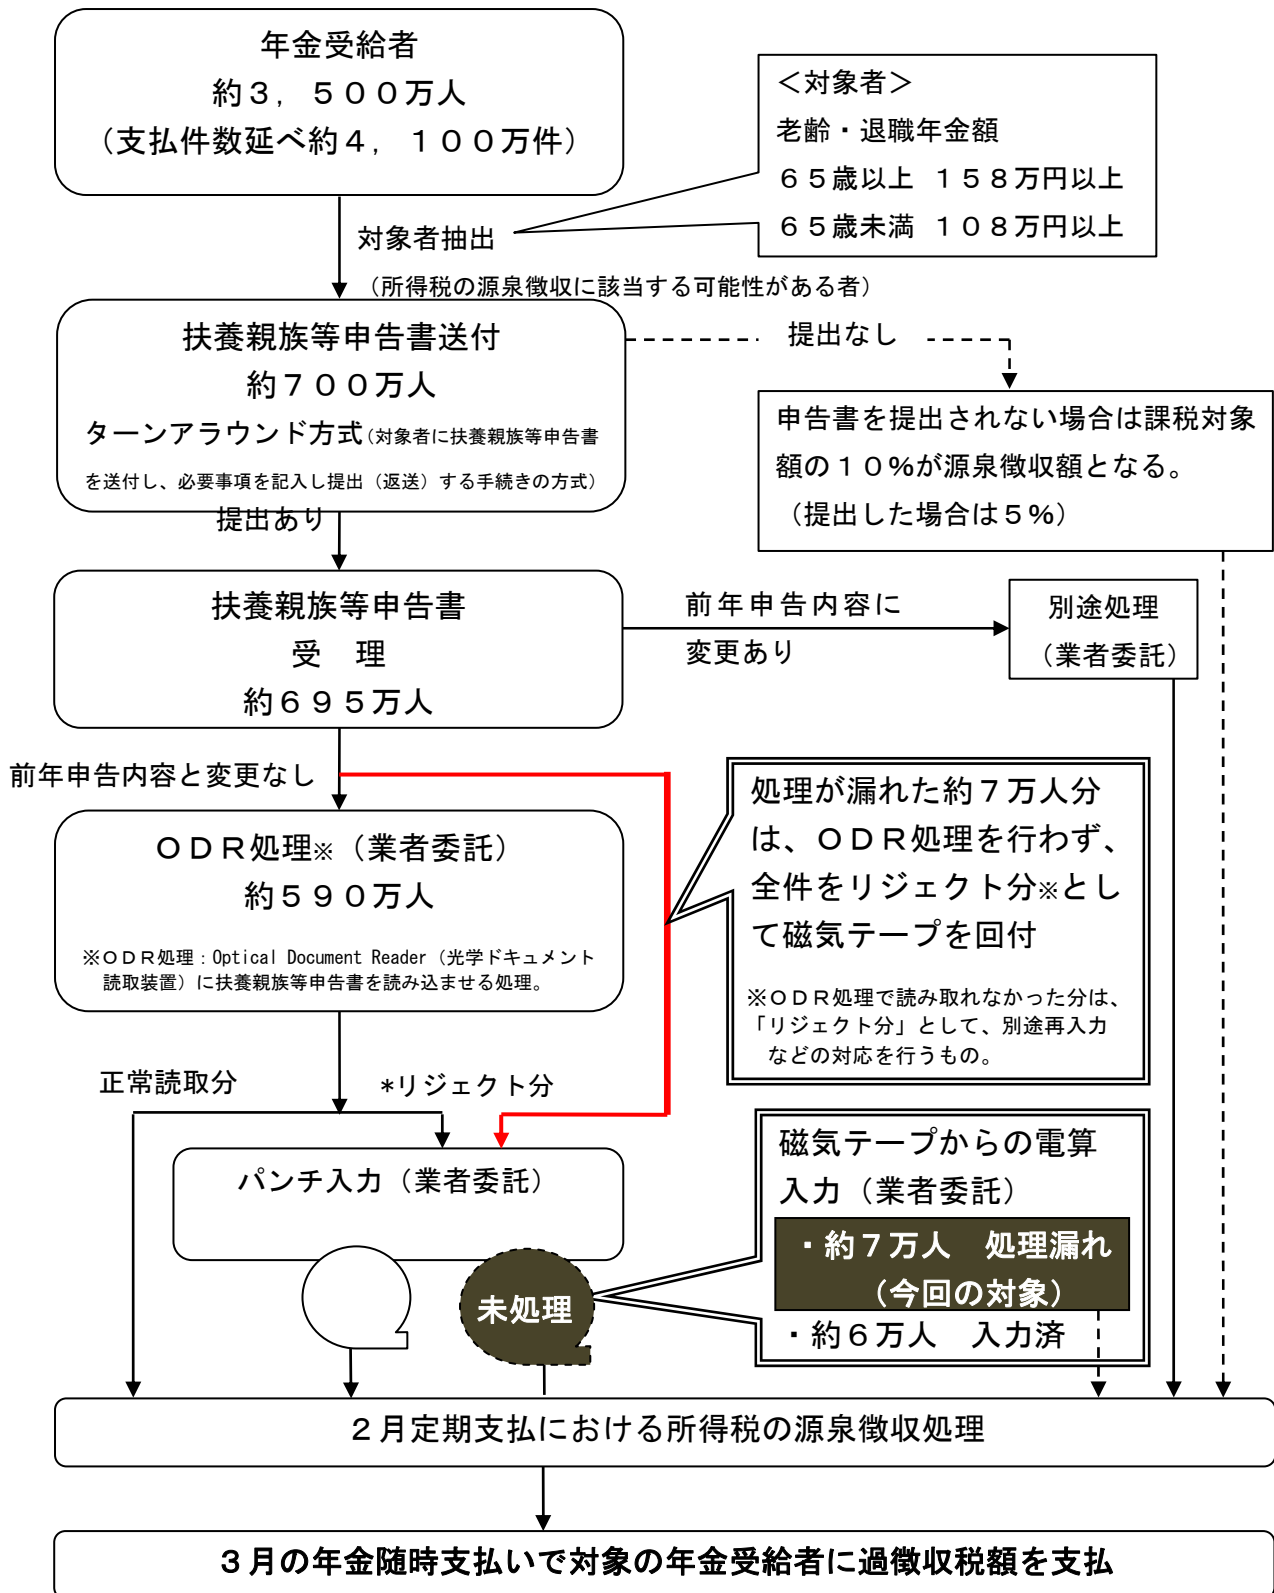 年金受給者
約３，５００万人
（支払件数延べ約４，１００万件）
＜対象者＞
老齢・退職年金額
６５歳以上　１５８万円以上
６５歳未満　１０８万円以上
対象者抽出
（所得税の源泉徴収に該当する可能性がある者）
扶養親族等申告書送付
約７００万人
ターンアラウンド方式（対象者に扶養親族等申告書
を送付し、必要事項を記入し提出（返送）する手続きの方式）
提出なし
申告書を提出されない場合は課税対象
額の１０％が源泉徴収額となる。
（提出した場合は５％）
提出あり
扶養親族等申告書
受　理
約６９５万人
前年申告内容に
変更あり
別途処理
（業者委託）
前年申告内容と変更なし
ＯＤＲ処理※（業者委託）
約５９０万人
※ＯＤＲ処理：Optical Document Reader（光学ドキュメント
読取装置）に扶養親族等申告書を読み込ませる処理。
処理が漏れた約７万人分
は、ＯＤＲ処理を行わず、
全件をリジェクト分※とし
て磁気テープを回付
※ＯＤＲ処理で読み取れなかった分は、
「リジェクト分」として、別途再入力
などの対応を行うもの。
正常読取分
*リジェクト分
パンチ入力（業者委託）
磁気テープからの電算
入力（業者委託）
・約７万人　処理漏れ
（今回の対象）
・約６万人　入力済
未処理
２月定期支払における所得税の源泉徴収処理
３月の年金随時支払いで対象の年金受給者に過徴収税額を支払